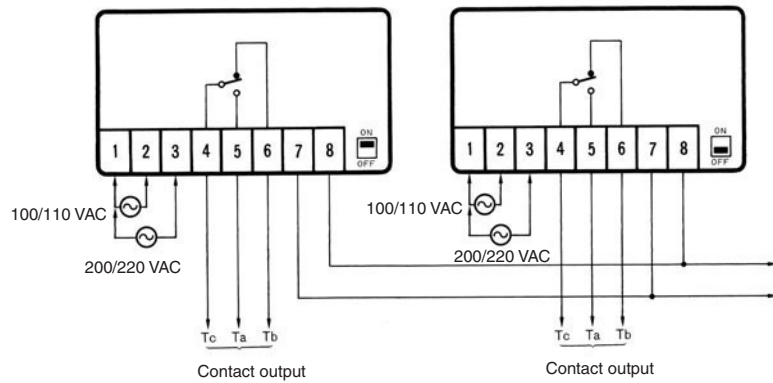 ON
1 2 3 4 5 6 7 8
OFF
100/110 VAC
200/220 VAC
Tc Ta Tb
Contact output
ON
1 2 3 4 5 6 7 8
OFF
100/110 VAC
200/220 VAC
Tc Ta Tb
Contact output